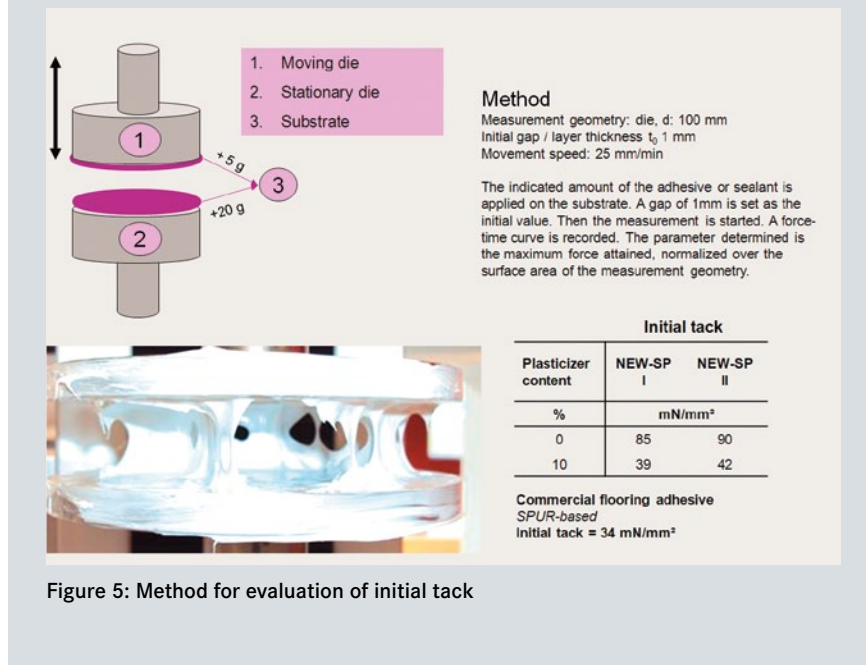 1. Moving die
2. Stationary die
3. Substrate
1
+5 g
3
+20 g
2
Method
Measurement geometry: die, d: 100 mm
Initial gap / layer thickness t₀ 1 mm
Movement speed: 25 mm/min
The indicated amount of the adhesive or sealant is
applied on the substrate. A gap of 1mm is set as the
initial value. Then the measurement is started. A force-
time curve is recorded. The parameter determined is
the maximum force attained, normalized over the
surface area of the measurement geometry.
Initial tack
Plasticizer NEW-SP NEW-SP
content I II
% mN/mm²
0 85 90
10 39 42
Commercial flooring adhesive
SPUR-based
Initial tack = 34 mN/mm²
Figure 5: Method for evaluation of initial tack